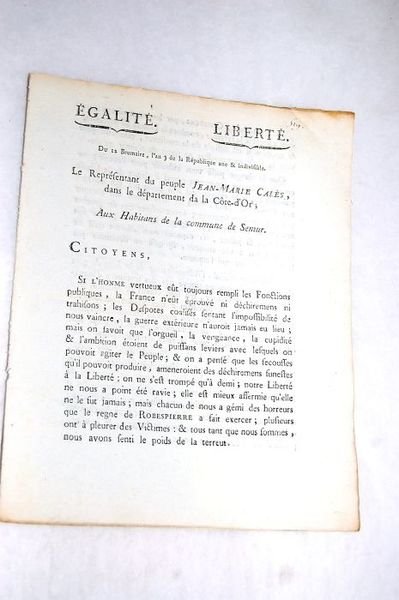 ÉGALITÉ. LIBERTÉ.
Du 12 Brumaire, l'an 3 de la République une & indivisible.
Le Représentant du peuple JEAN-MARIE CALÈS,
dans le département da la Côte-d'Or;
Aux Habitans de la commune de Semur.
CITOYENS,
SI L'HOMME vertueux eût toujours rempli les Fonctions
publiques, la France n'eût éprouvé ni déchiremens ni
trahisons; les Despotes coalisés sentant l'impossibilité de
nous vaincre, la guerre extérieure n'auroit jamais eu lieu;
mais on savoit que l'orgueil, la vengeance, la cupidité
& l'ambition étoient de puissans leviers avec lesquels on
pouvoit agiter le Peuple; & on a pensé que les secousses
qu'il pouvoit produire, ameneroient des déchiremens funestes
à la Liberté: on ne s'est trompé qu'à demi; notre Liberté
ne nous a point été ravie; elle est mieux affermie qu'elle
ne le fut jamais; mais chacun de nous a gémi des horreurs
que le regne de ROBESPIERRE a fait exercer; plusieurs
ont à pleurer des Victimes: & tous tant que nous sommes,
nous avons senti le poids de la terreur.